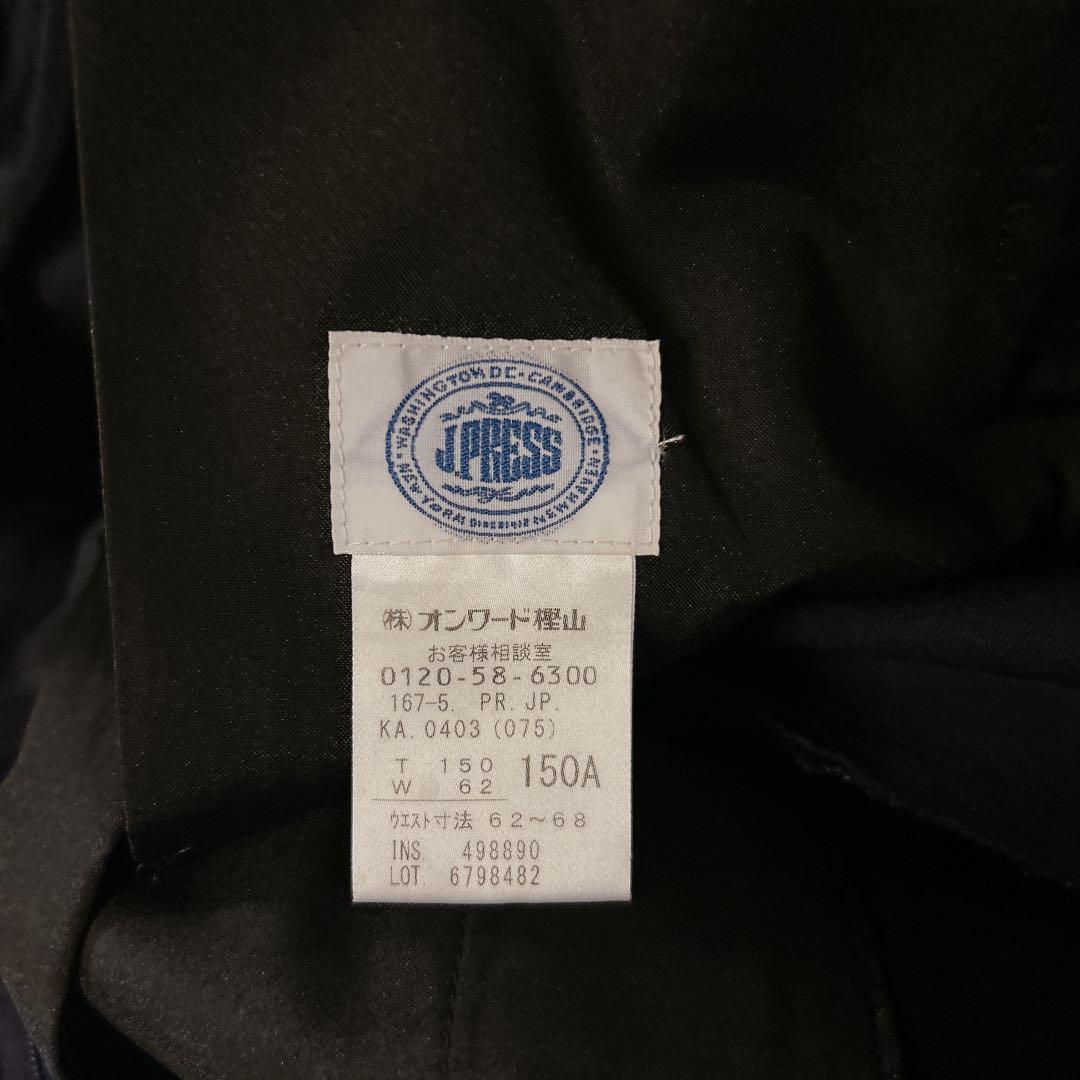 WASHINGTON DC・CAMBRIDGE
J.PRESS
NEW YORK
NEW HAVEN
㈱オンワード樫山
お客様相談室
0120-58-6300
167-5. PR. JP.
KA. 0403 (075)
T 150
W 62
150A
ウエスト寸法 62～68
INS. 498890
LOT. 6798482